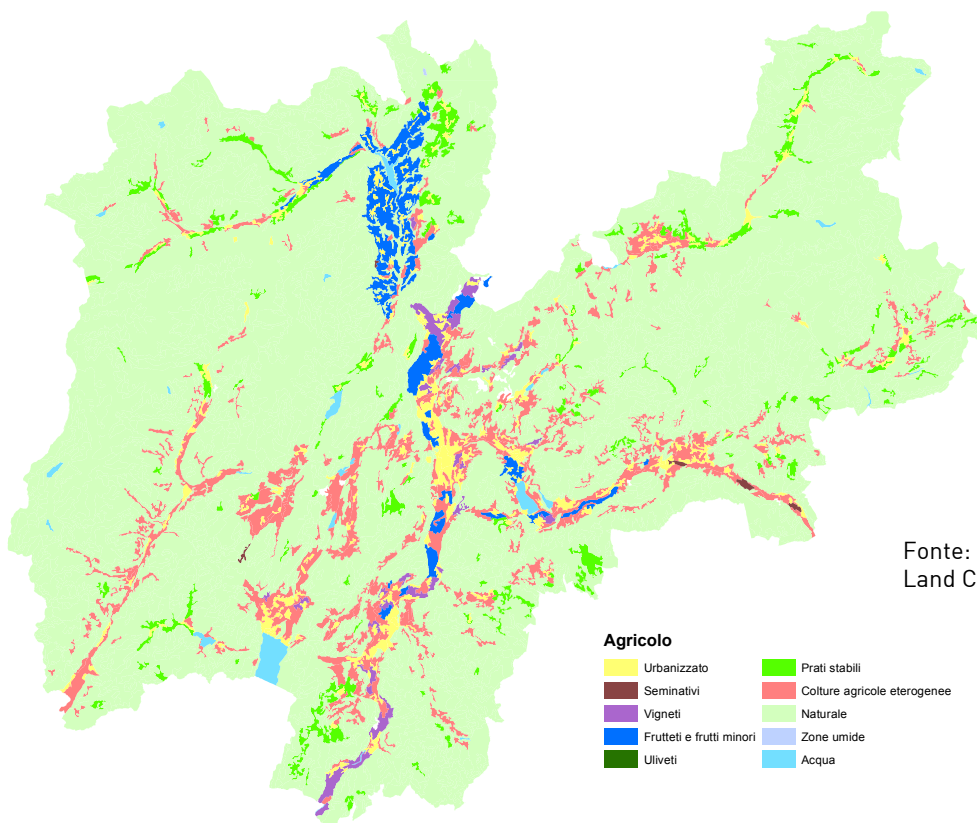 Fonte:
Land C
Agricolo
Urbanizzato
Seminativi
Vigneti
Frutteti e frutti minori
Uliveti
Prati stabili
Colture agricole eterogenee
Naturale
Zone umide
Acqua